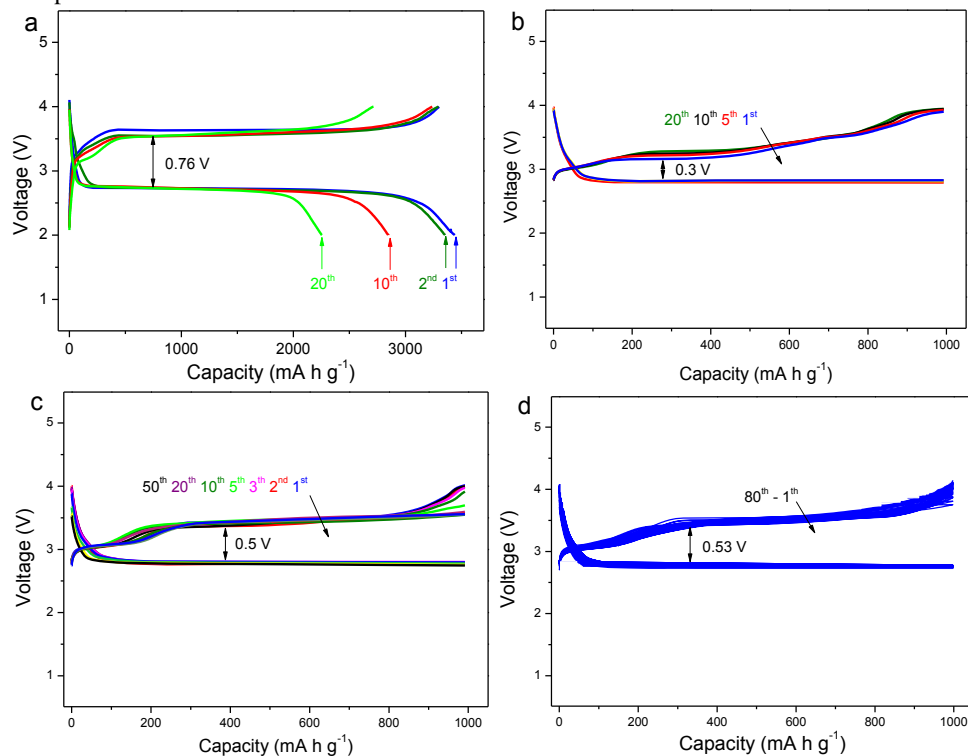 a
Voltage (V)
5
4
3
2
1
0.76 V
20th 10th 2nd 1st
0 1000 2000 3000
Capacity (mA h g-1)
b
Voltage (V)
5
4
3
2
1
20th 10th 5th 1st
0.3 V
0 200 400 600 800 1000
Capacity (mA h g-1)
c
Voltage (V)
5
4
3
2
1
50th 20th 10th 5th 3th 2nd 1st
0.5 V
0 200 400 600 800 1000
Capacity (mA h g-1)
d
Voltage (V)
5
4
3
2
1
80th - 1th
0.53 V
0 200 400 600 800 1000
Capacity (mA h g-1)